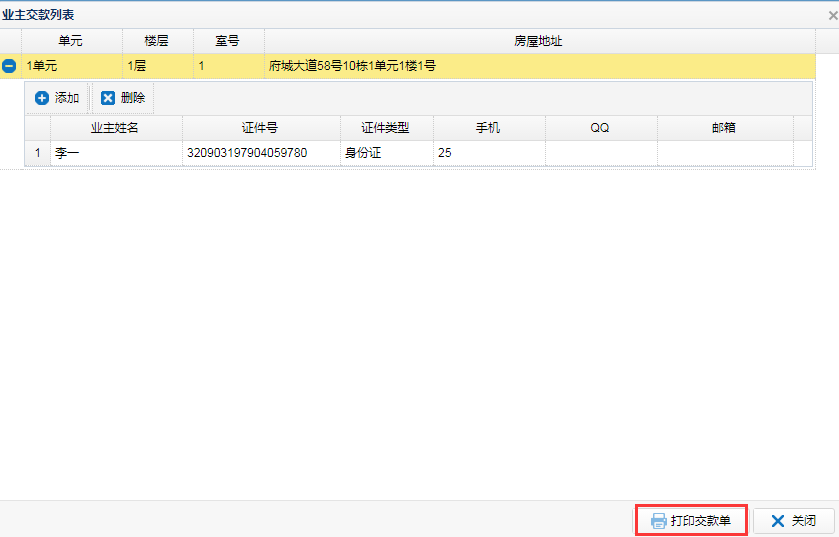 业主交款列表
单元 楼层 室号 房屋地址
1单元 1层 1 府城大道58号10栋1单元1楼1号
添加 删除
业主姓名 证件号 证件类型 手机 QQ 邮箱
1 李一 320903197904059780 身份证 25
打印交款单 关闭